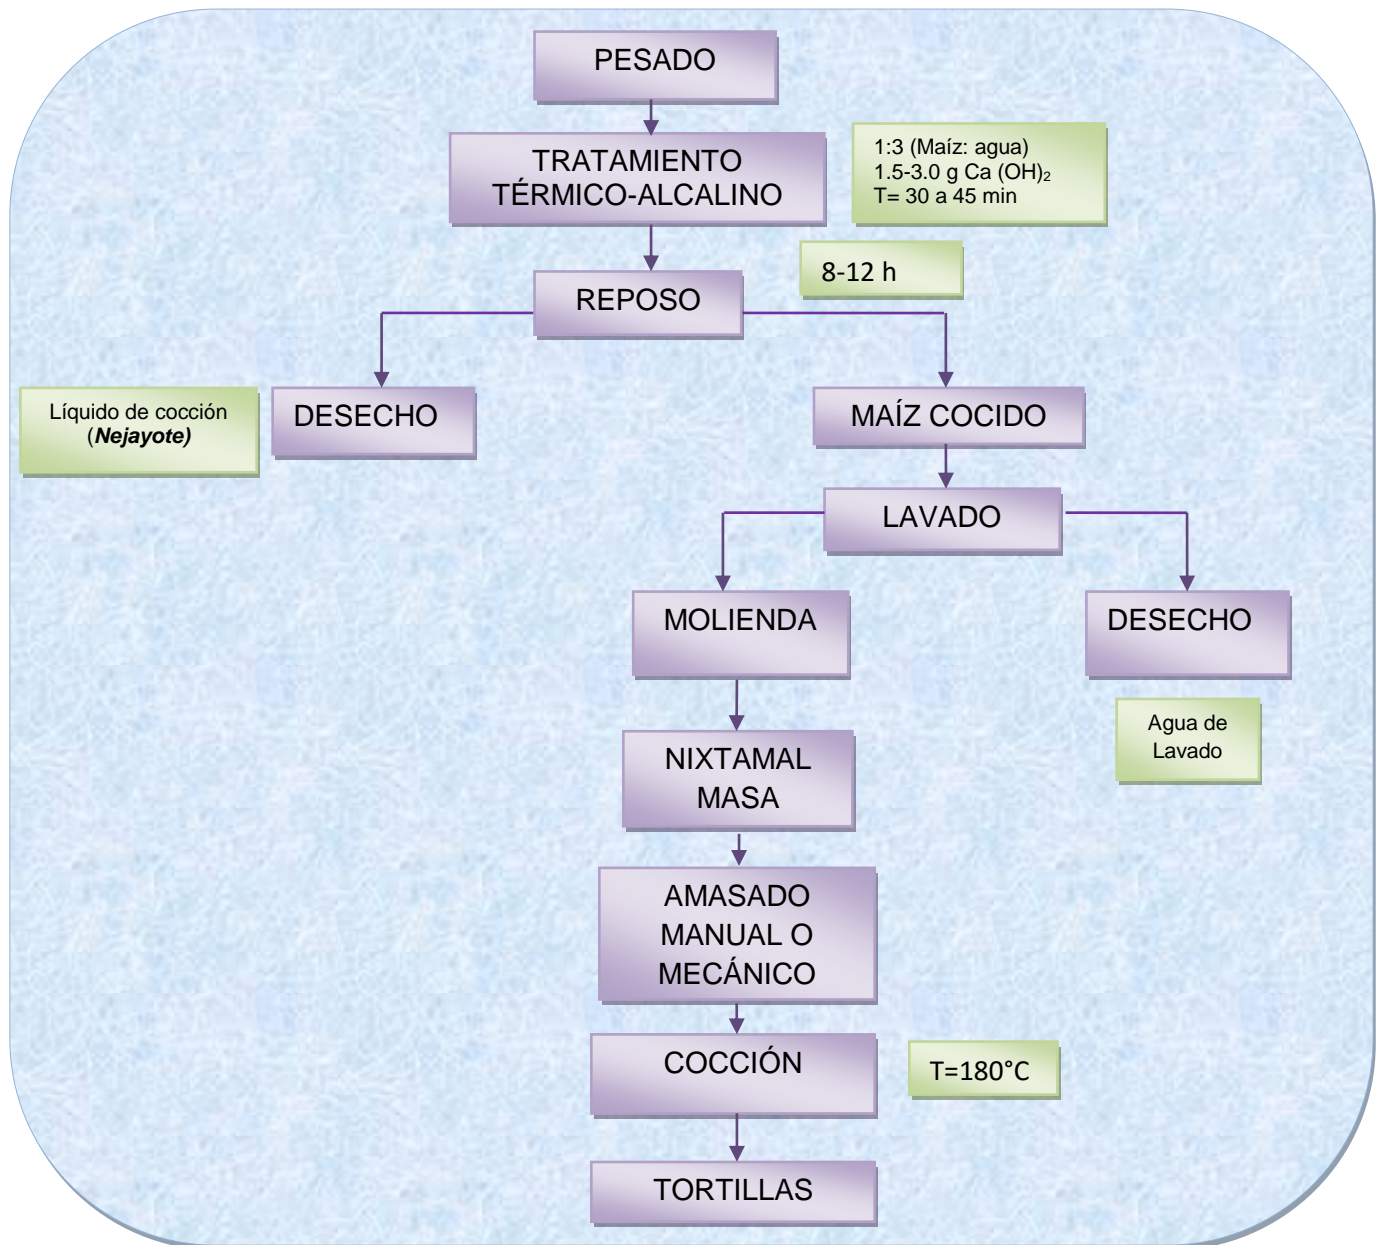 PESADO
TRATAMIENTO
TÉRMICO-ALCALINO
1:3 (Maíz: agua)
1.5-3.0 g Ca (OH)₂
T= 30 a 45 min
8-12 h
REPOSO
Líquido de cocción
(Nejayote)
DESECHO
MAÍZ COCIDO
LAVADO
MOLIENDA
DESECHO
Agua de
Lavado
NIXTAMAL
MASA
AMASADO
MANUAL O
MECÁNICO
COCCIÓN
T=180°C
TORTILLAS